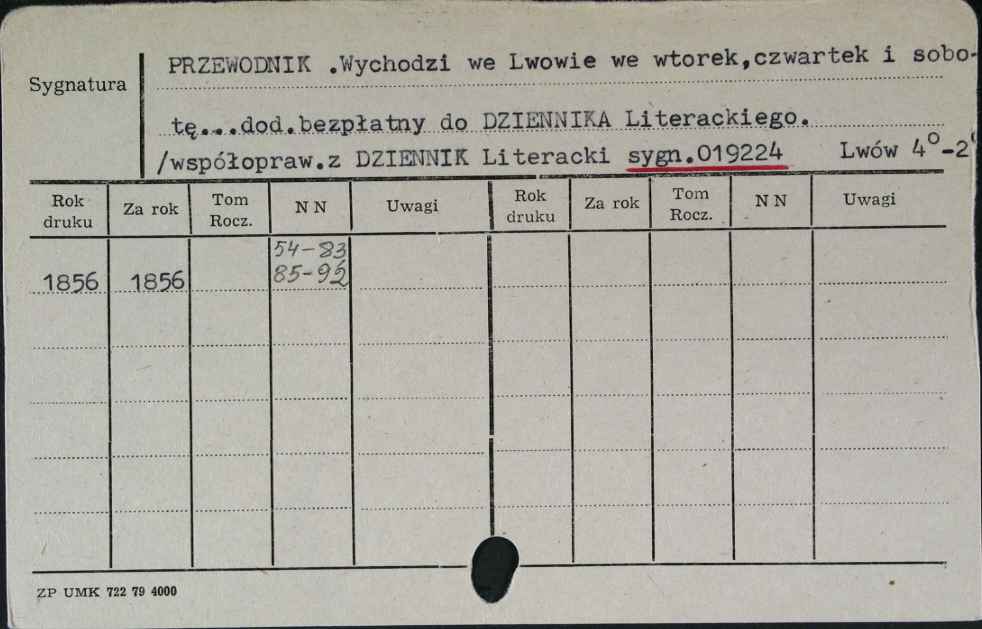 Sygnatura
PRZEWODNIK .Wychodzi we Lwowie we wtorek,czwartek i sobo-
tę...dod.bezpłatny do DZIENNIKA Literackiego.
/współopraw.z DZIENNIK Literacki sygn.019224 Lwów 4°-2°
Rok druku Za rok Tom Rocz. N N Uwagi Rok druku Za rok Tom Rocz. N N Uwagi
54-83
1856 1856 85-92
ZP UMK 722 79 4000